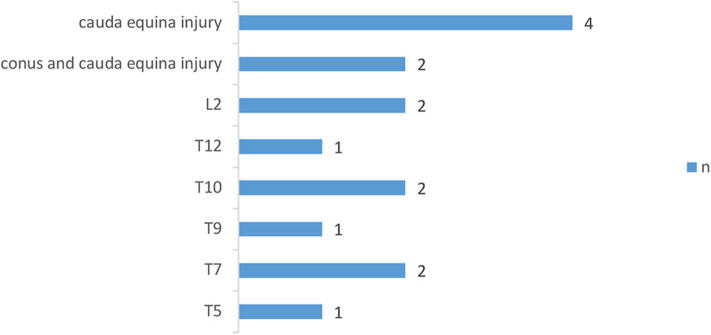 cauda equina injury 4
conus and cauda equina injury 2
L2 2
T12 1
T10 2
n
T9 1
T7 2
T5 1